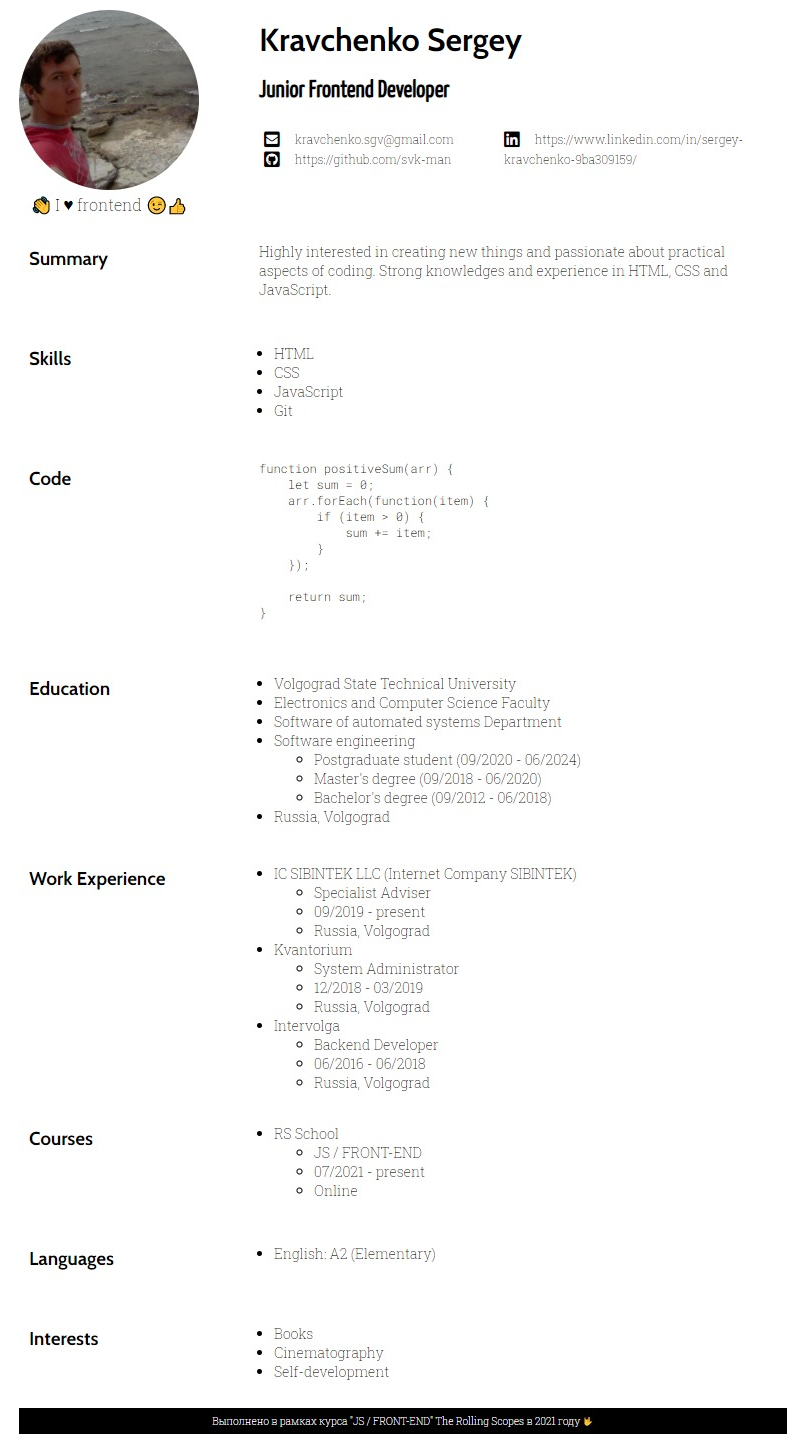 Kravchenko Sergey
Junior Frontend Developer
kravchenko.sgv@gmail.com
https://github.com/svk-man
https://www.linkedin.com/in/sergey-
kravchenko-9ba309159/
👏 I ♥ frontend 😉👍
Summary
Highly interested in creating new things and passionate about practical
aspects of coding. Strong knowledges and experience in HTML, CSS and
JavaScript.
Skills
• HTML
• CSS
• JavaScript
• Git
Code
function positiveSum(arr) {
    let sum = 0;
    arr.forEach(function(item) {
        if (item > 0) {
            sum += item;
        }
    });

    return sum;
}
Education
• Volgograd State Technical University
• Electronics and Computer Science Faculty
• Software of automated systems Department
• Software engineering
◦ Postgraduate student (09/2020 - 06/2024)
◦ Master's degree (09/2018 - 06/2020)
◦ Bachelor's degree (09/2012 - 06/2018)
• Russia, Volgograd
Work Experience
• IC SIBINTEK LLC (Internet Company SIBINTEK)
◦ Specialist Adviser
◦ 09/2019 - present
◦ Russia, Volgograd
• Kvantorium
◦ System Administrator
◦ 12/2018 - 03/2019
◦ Russia, Volgograd
• Intervolga
◦ Backend Developer
◦ 06/2016 - 06/2018
◦ Russia, Volgograd
Courses
• RS School
◦ JS / FRONT-END
◦ 07/2021 - present
◦ Online
Languages
• English: A2 (Elementary)
Interests
• Books
• Cinematography
• Self-development
Выполнено в рамках курса "JS / FRONT-END" The Rolling Scopes в 2021 году 🖖